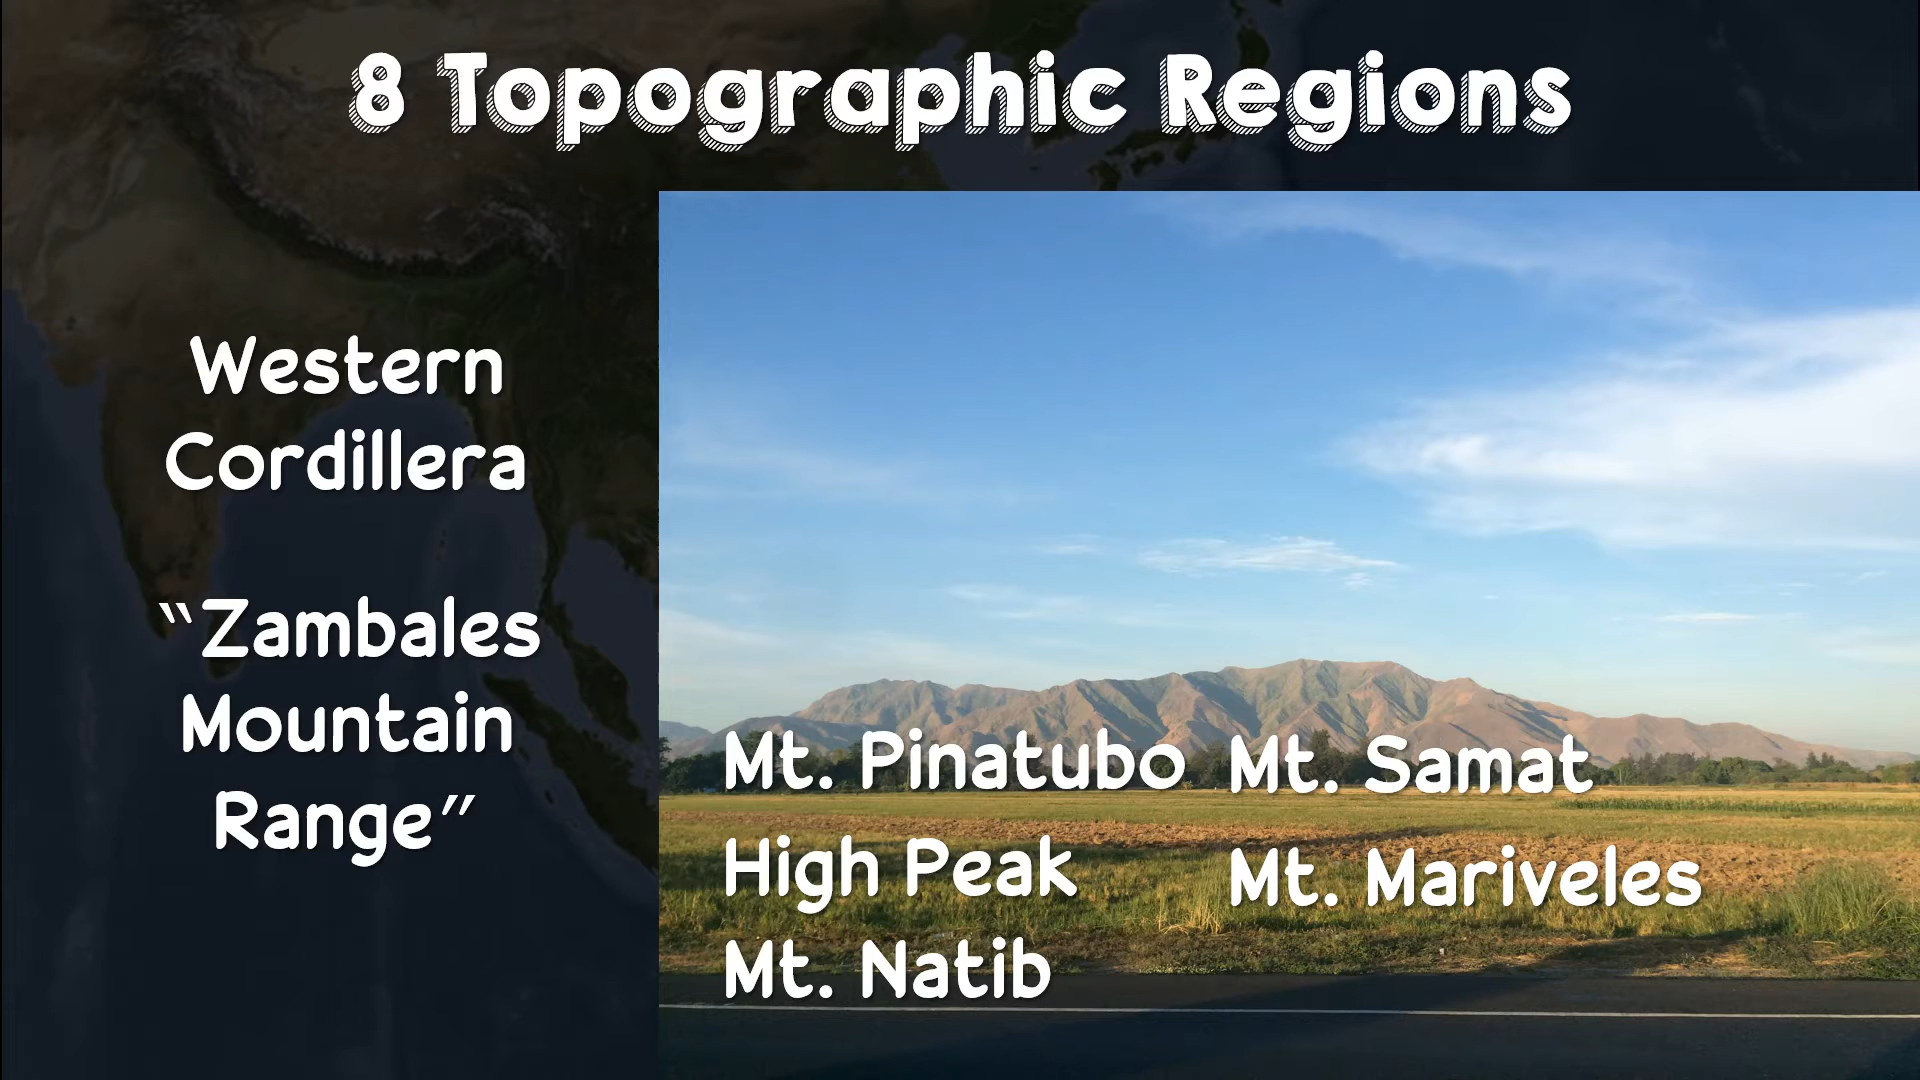 8 Topographic Regions
Western
Cordillera
“Zambales
Mountain
Range”
Mt. Pinatubo
High Peak
Mt. Natib
Mt. Samat
Mt. Mariveles